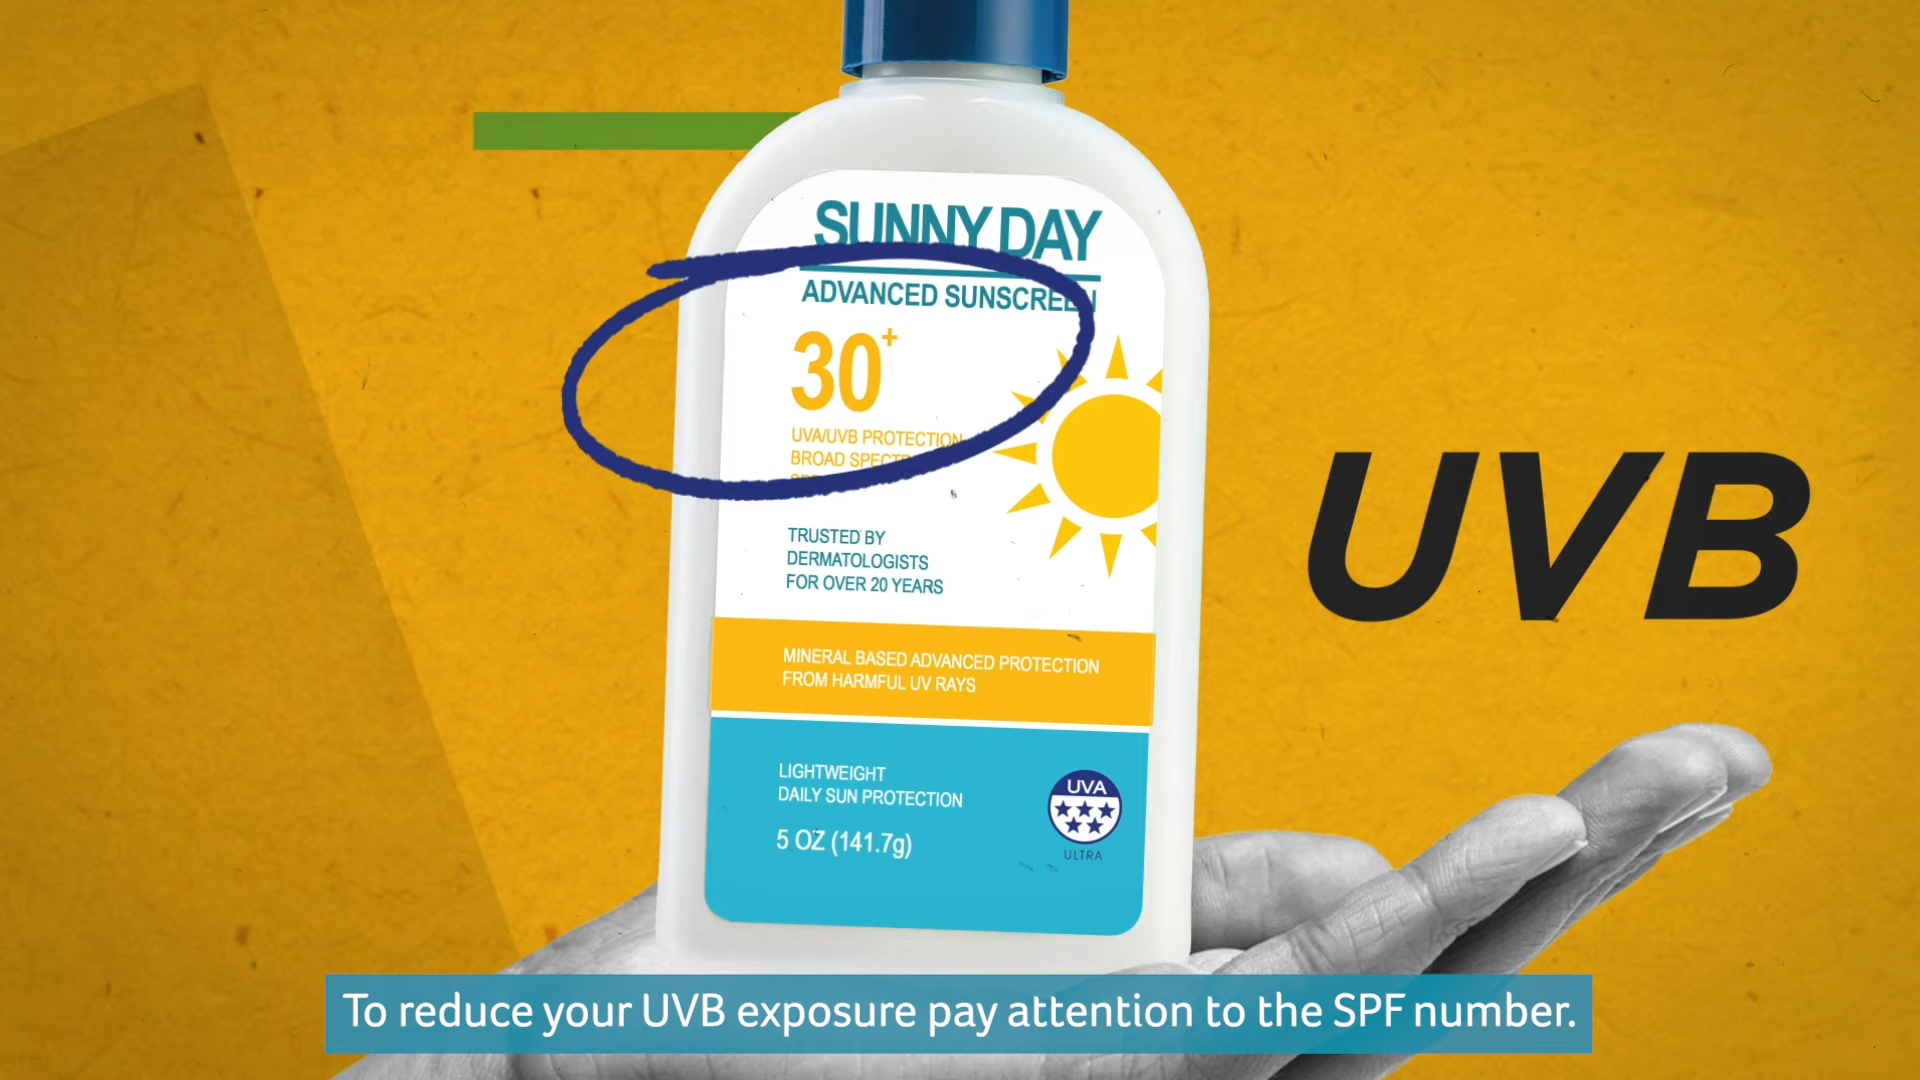 SUNNY DAY
ADVANCED SUNSCREEN
30+
UVA/UVB PROTECTION
BROAD
TRUSTED BY
DERMATOLOGISTS
FOR OVER 20 YEARS
MINERAL BASED ADVANCED PROTECTION
FROM HARMFUL UV RAYS
LIGHTWEIGHT
DAILY SUN PROTECTION
5 OZ (141.7g)
UVA
ULTRA
UVB
To reduce your UVB exposure pay attention to the SPF number.